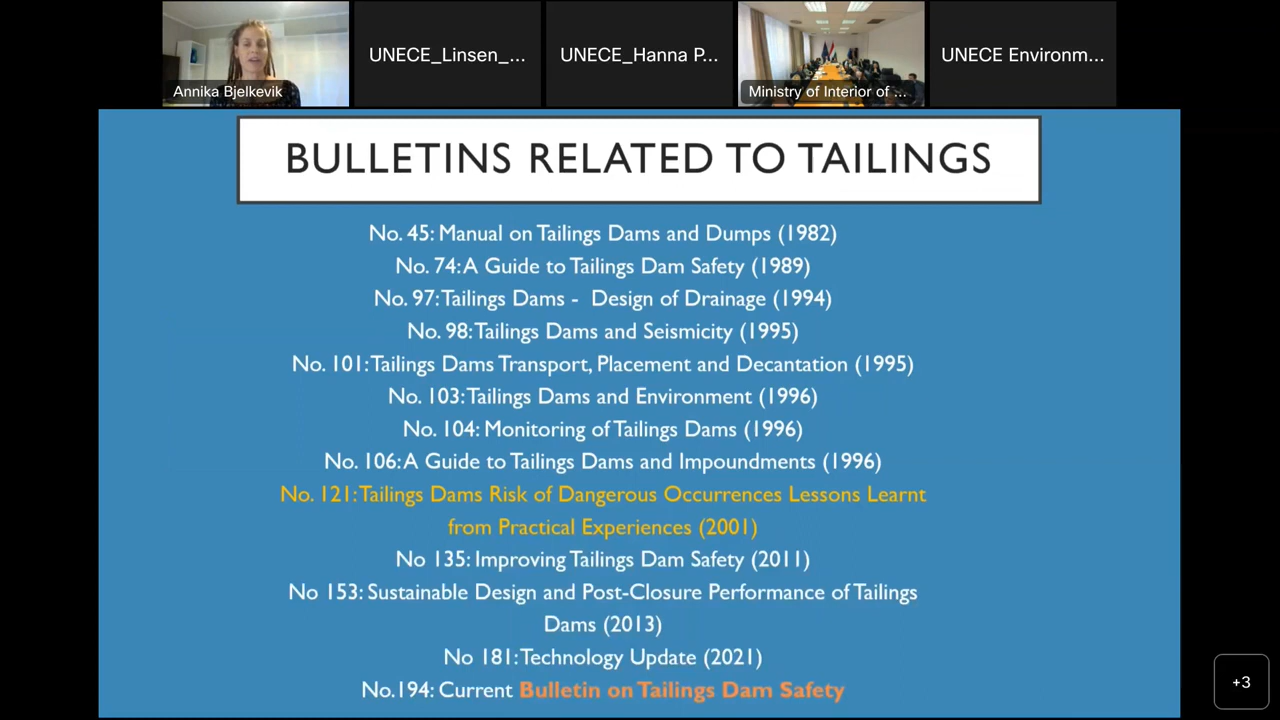 UNECE_Linsen_...
UNECE_Hanna P...
UNECE Environm...
Annika Bjelkevik
Ministry of Interior of ...
BULLETINS RELATED TO TAILINGS
No. 45: Manual on Tailings Dams and Dumps (1982)
No. 74: A Guide to Tailings Dam Safety (1989)
No. 97: Tailings Dams - Design of Drainage (1994)
No. 98: Tailings Dams and Seismicity (1995)
No. 101: Tailings Dams Transport, Placement and Decantation (1995)
No. 103: Tailings Dams and Environment (1996)
No. 104: Monitoring of Tailings Dams (1996)
No. 106: A Guide to Tailings Dams and Impoundments (1996)
No. 121: Tailings Dams Risk of Dangerous Occurrences Lessons Learnt
from Practical Experiences (2001)
No 135: Improving Tailings Dam Safety (2011)
No 153: Sustainable Design and Post-Closure Performance of Tailings
Dams (2013)
No 181: Technology Update (2021)
No.194: Current Bulletin on Tailings Dam Safety
+3